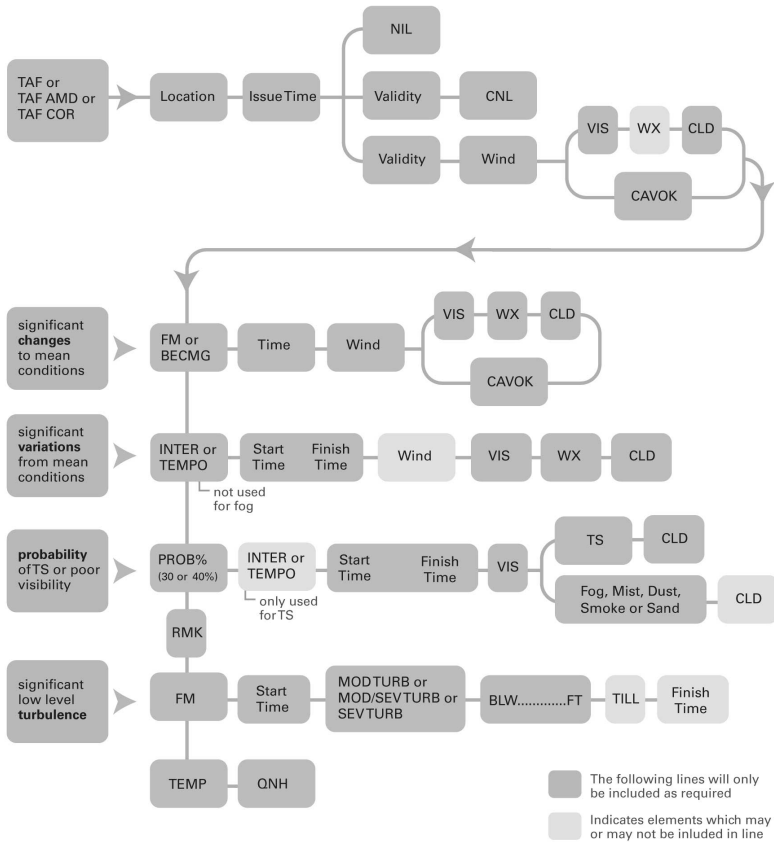 NIL
TAF or
TAF AMD or
TAF COR
Location
Issue Time
Validity
CNL
Validity
Wind
VIS
WX
CLD
CAVOK
significant
changes
to mean
conditions
FM or
BECMG
Time
Wind
VIS
WX
CLD
CAVOK
significant
variations
from mean
conditions
INTER or
TEMPO
Start
Time
Finish
Time
Wind
VIS
WX
CLD
not used
for fog
probability
of TS or poor
visibility
PROB%
(30 or 40%)
INTER or
TEMPO
Start
Time
Finish
Time
VIS
TS
CLD
Fog, Mist, Dust,
Smoke or Sand
CLD
only used
for TS
RMK
significant
low level
turbulence
FM
Start
Time
MOD TURB or
MOD/SEV TURB or
SEV TURB
BLW.............FT
TILL
Finish
Time
TEMP
QNH
The following lines will only
be included as required
Indicates elements which may
or may not be inluded in line